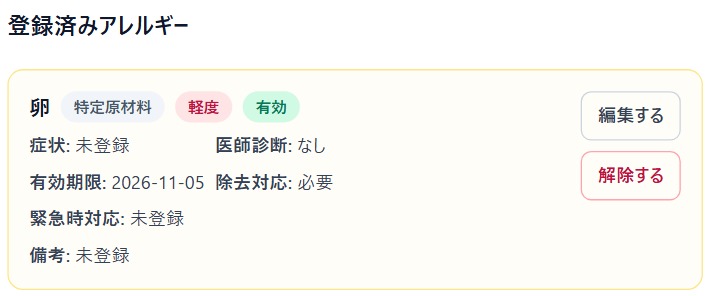 登録済みアレルギー
卵 特定原材料 軽度 有効 編集する
症状: 未登録 医師診断: なし
解除する
有効期限: 2026-11-05 除去対応: 必要
緊急時対応: 未登録
備考: 未登録